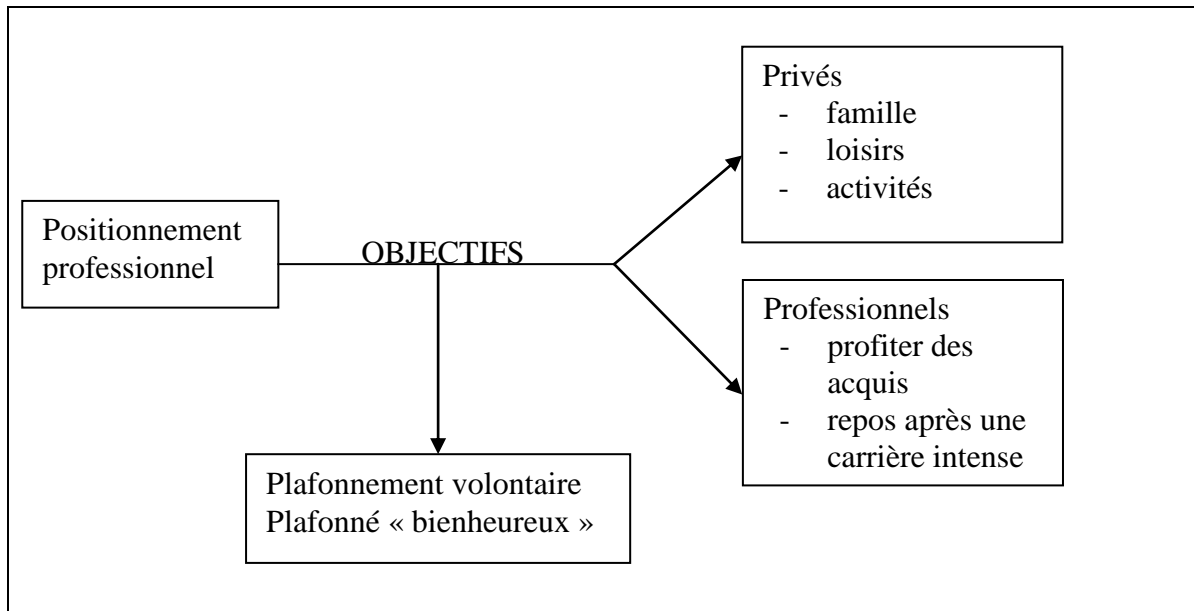 Positionnement
professionnel
OBJECTIFS
Privés
- famille
- loisirs
- activités
Professionnels
- profiter des
acquis
- repos après une
carrière intense
Plafonnement volontaire
Plafonné « bienheureux »